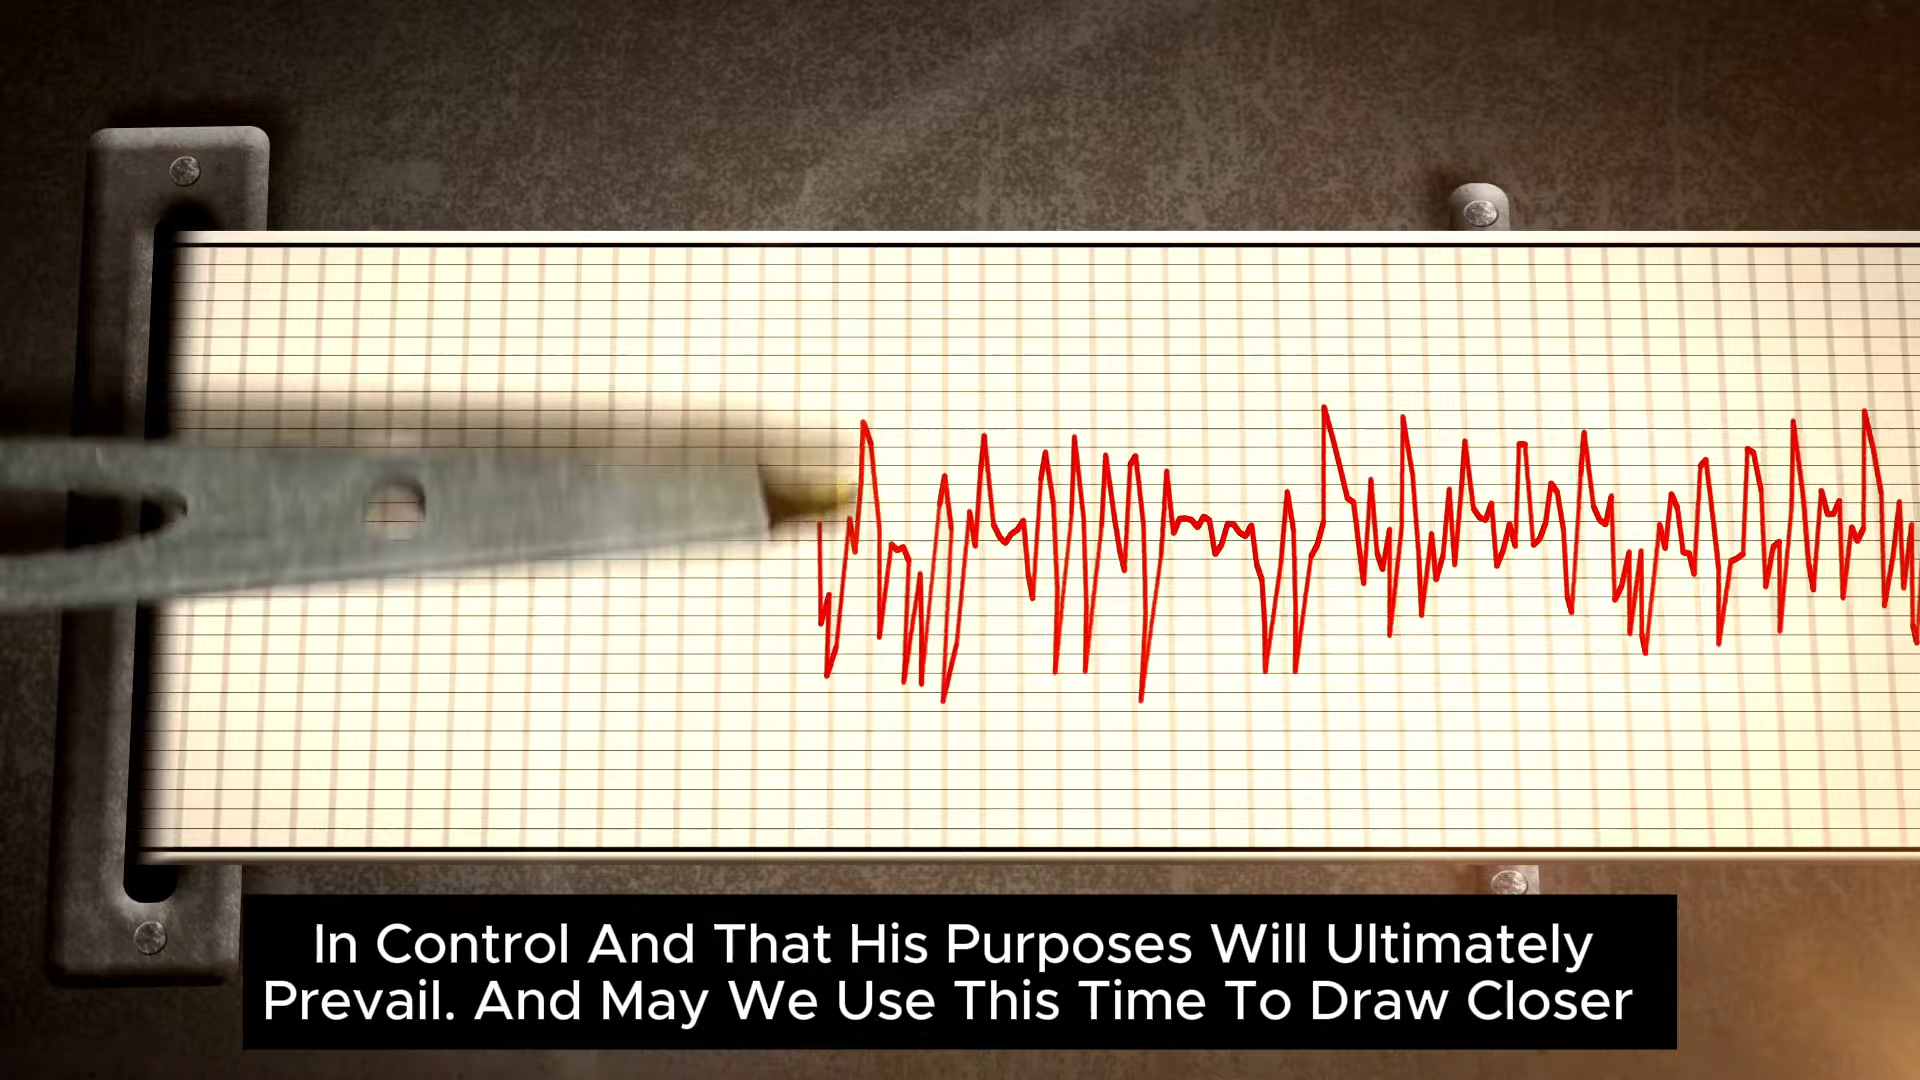 In Control And That His Purposes Will Ultimately
Prevail. And May We Use This Time To Draw Closer